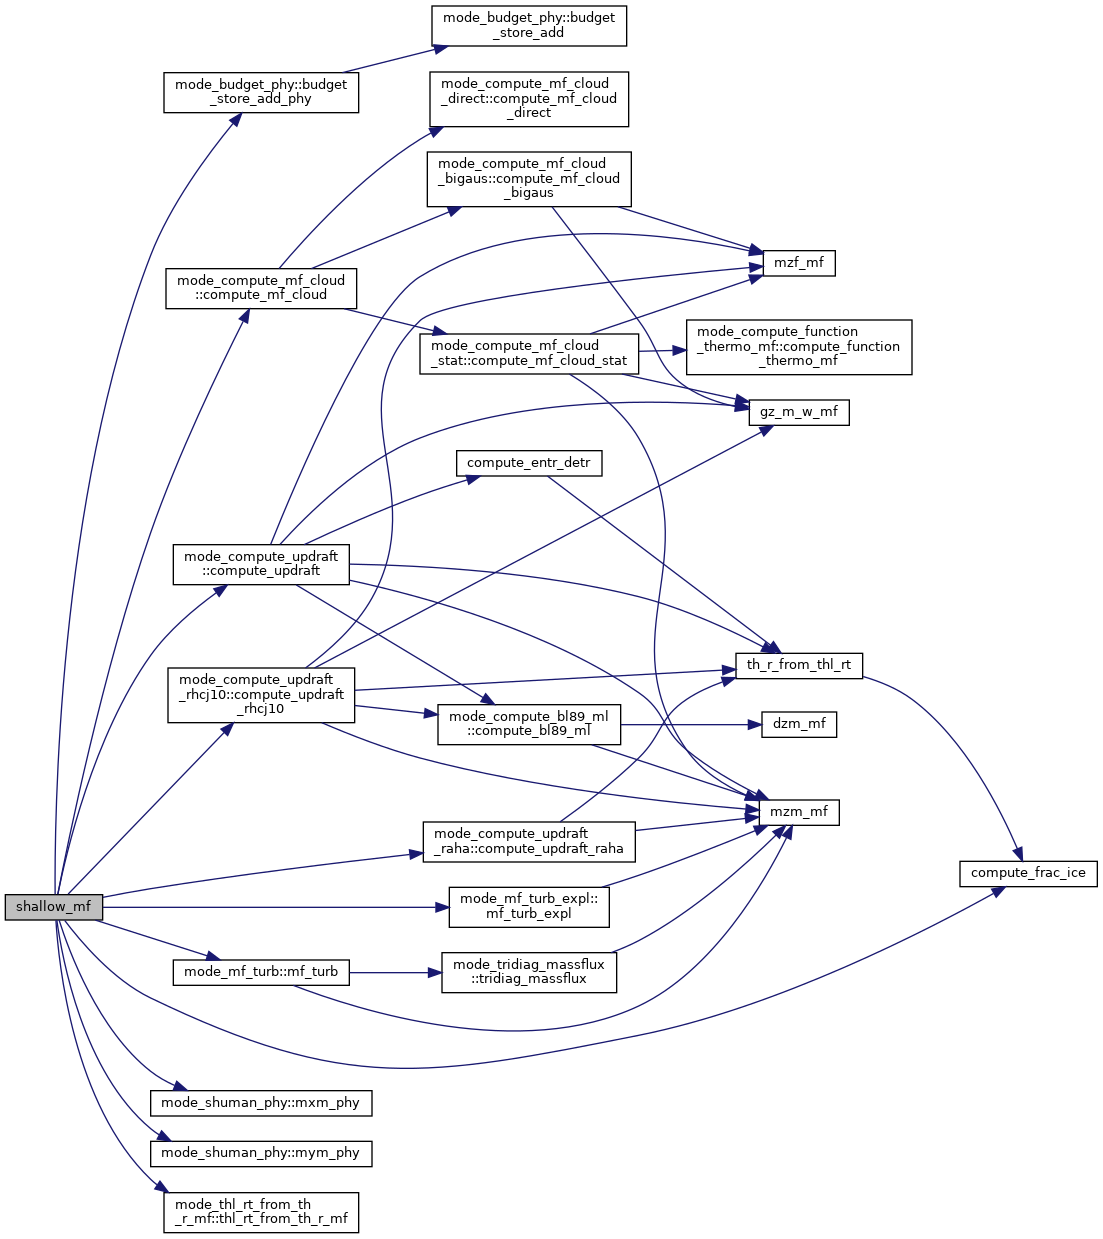 mode_budget_phy::budget
_store_add
mode_budget_phy::budget
_store_add_phy
mode_compute_mf_cloud
_direct::compute_mf_cloud
_direct
mode_compute_mf_cloud
_bigaus::compute_mf_cloud
_bigaus
mzf_mf
mode_compute_mf_cloud
::compute_mf_cloud
mode_compute_mf_cloud
_stat::compute_mf_cloud_stat
mode_compute_function
_thermo_mf::compute_function
_thermo_mf
gz_m_w_mf
compute_entr_detr
mode_compute_updraft
::compute_updraft
th_r_from_thl_rt
mode_compute_updraft
_rhcj10::compute_updraft
_rhcj10
mode_compute_bl89_ml
::compute_bl89_ml
dzm_mf
mzm_mf
mode_compute_updraft
_raha::compute_updraft_raha
compute_frac_ice
shallow_mf
mode_mf_turb_expl::
mf_turb_expl
mode_mf_turb::mf_turb
mode_tridiag_massflux
::tridiag_massflux
mode_shuman_phy::mxm_phy
mode_shuman_phy::mym_phy
mode_thl_rt_from_th
_r_mf::thl_rt_from_th_r_mf